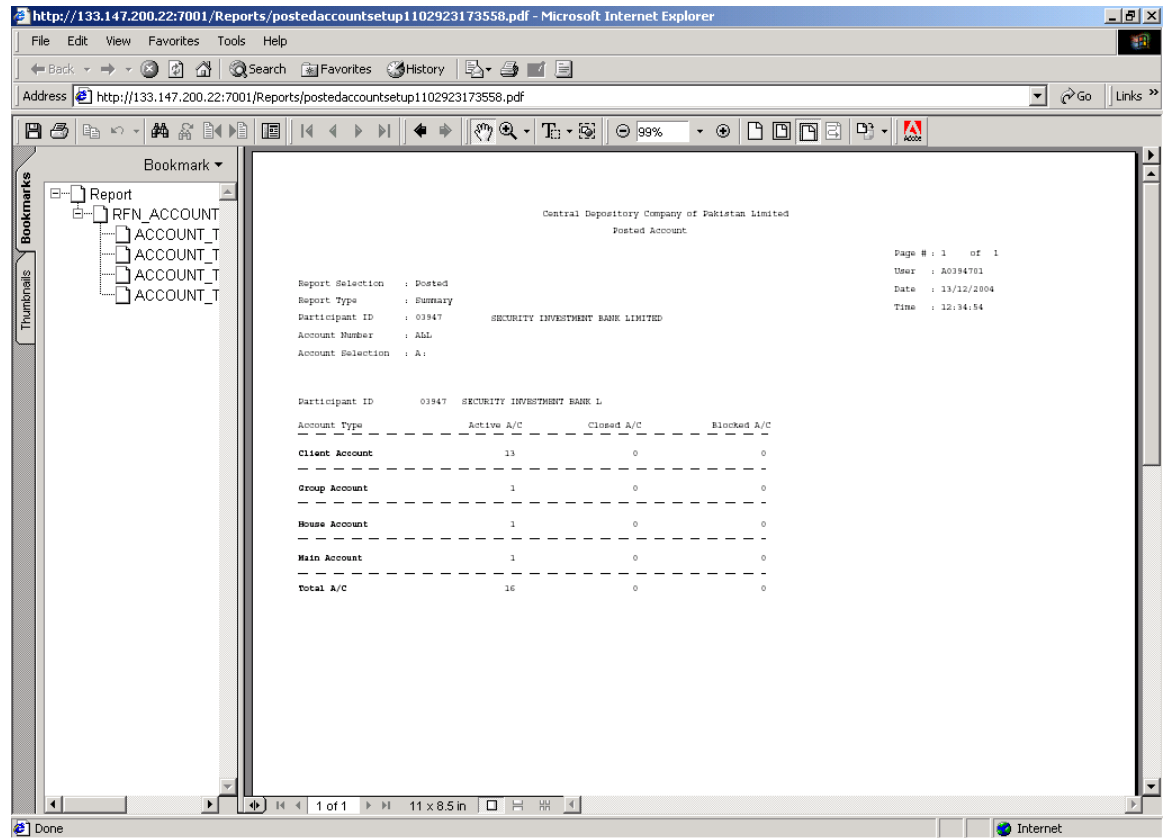 http://133.147.200.22:7001/Reports/postedaccountsetup1102923173558.pdf - Microsoft Internet Explorer
File Edit View Favorites Tools Help
Back Search Favorites History
Address http://133.147.200.22:7001/Reports/postedaccountsetup1102923173558.pdf Go Links »
99% Adobe
Bookmarks
Thumbnails
Bookmark
Report
RFN_ACCOUNT
ACCOUNT_T
ACCOUNT_T
ACCOUNT_T
ACCOUNT_T
Central Depository Company of Pakistan Limited
Posted Account
Page # : 1 of 1
User : A0394701
Date : 13/12/2004
Time : 12:34:54
Report Selection : Posted
Report Type : Summary
Participant ID : 03947 SECURITY INVESTMENT BANK LIMITED
Account Number : ALL
Account Selection : A:
Participant ID 03947 SECURITY INVESTMENT BANK L
Account Type Active A/C Closed A/C Blocked A/C
Client Account 13 0 0
Group Account 1 0 0
House Account 1 0 0
Main Account 1 0 0
Total A/C 16 0 0
1 of 1 11 x 8.5 in
Done Internet